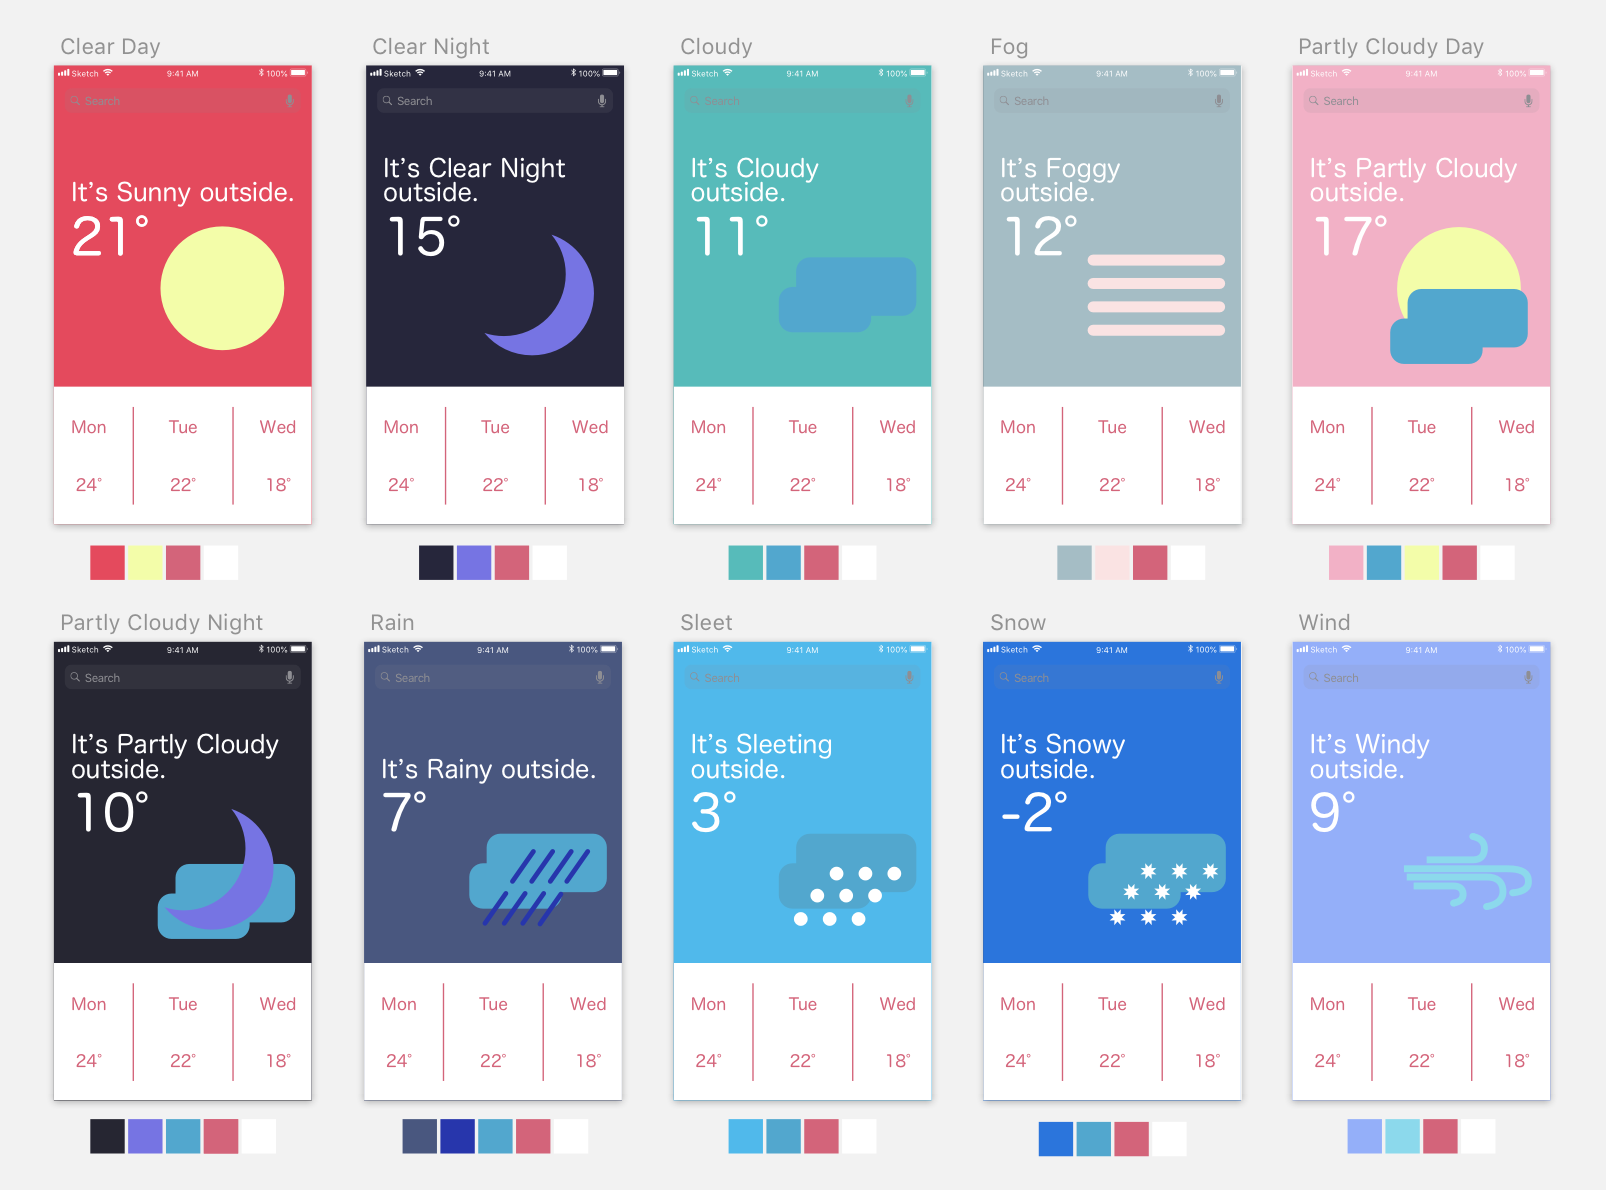 Clear Day
Sketch 9:41 AM 100%
Search
It's Sunny outside.
21°
Mon Tue Wed
24° 22° 18°
Clear Night
Sketch 9:41 AM 100%
Search
It's Clear Night
outside.
15°
Mon Tue Wed
24° 22° 18°
Cloudy
Sketch 9:41 AM 100%
Search
It's Cloudy
outside.
11°
Mon Tue Wed
24° 22° 18°
Fog
Sketch 9:41 AM 100%
Search
It's Foggy
outside.
12°
Mon Tue Wed
24° 22° 18°
Partly Cloudy Day
Sketch 9:41 AM 100%
Search
It's Partly Cloudy
outside.
17°
Mon Tue Wed
24° 22° 18°
Partly Cloudy Night
Sketch 9:41 AM 100%
Search
It's Partly Cloudy
outside.
10°
Mon Tue Wed
24° 22° 18°
Rain
Sketch 9:41 AM 100%
Search
It's Rainy outside.
7°
Mon Tue Wed
24° 22° 18°
Sleet
Sketch 9:41 AM 100%
Search
It's Sleeting
outside.
3°
Mon Tue Wed
24° 22° 18°
Snow
Sketch 9:41 AM 100%
Search
It's Snowy
outside.
-2°
Mon Tue Wed
24° 22° 18°
Wind
Sketch 9:41 AM 100%
Search
It's Windy
outside.
9°
Mon Tue Wed
24° 22° 18°